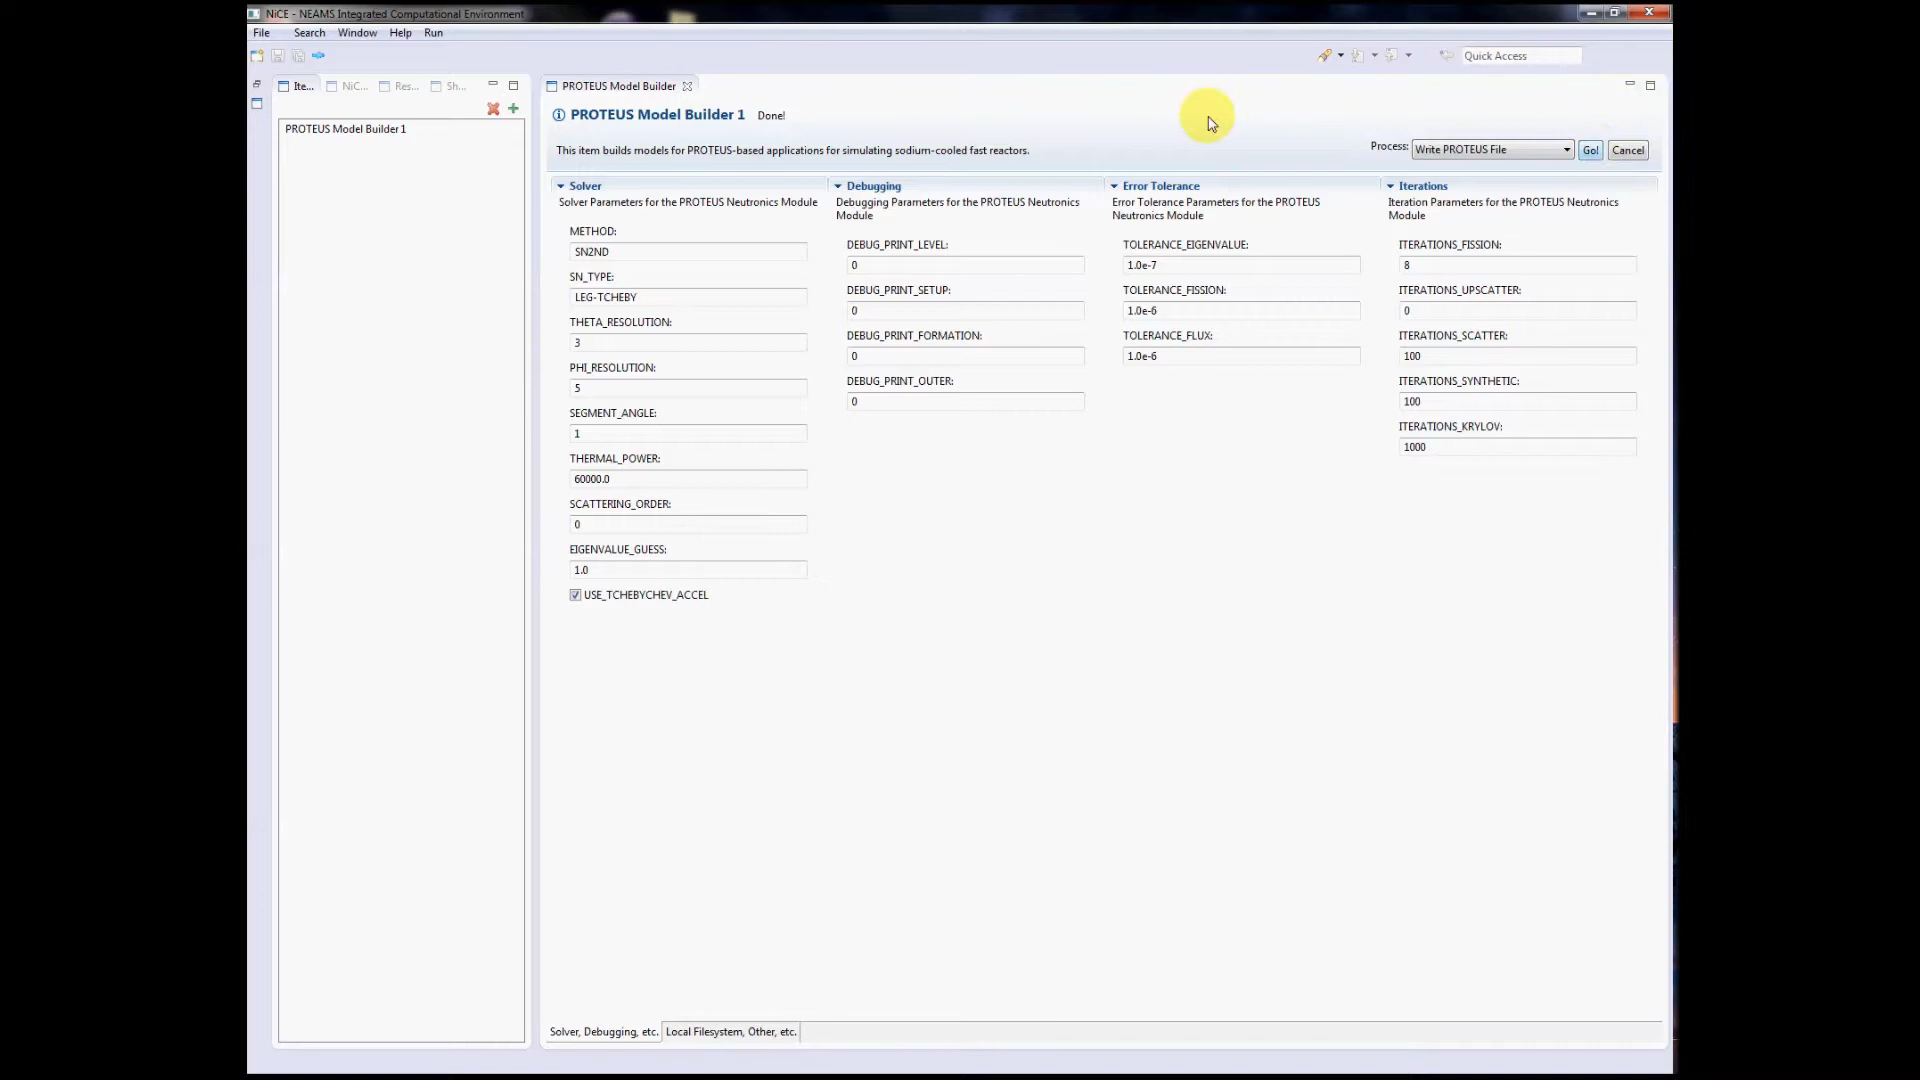 NiCE - NEAMS Integrated Computational Environment
File Search Window Help Run
Quick Access
Ite... NiC... Res... Sh...
PROTEUS Model Builder 1
PROTEUS Model Builder
PROTEUS Model Builder 1 Done!
This item builds models for PROTEUS-based applications for simulating sodium-cooled fast reactors.
Process: Write PROTEUS File Go! Cancel
Solver
Solver Parameters for the PROTEUS Neutronics Module
METHOD:
SN2ND
SN_TYPE:
LEG-TCHEBY
THETA_RESOLUTION:
3
PHI_RESOLUTION:
5
SEGMENT_ANGLE:
1
THERMAL_POWER:
60000.0
SCATTERING_ORDER:
0
EIGENVALUE_GUESS:
1.0
USE_TCHEBYCHEV_ACCEL
Debugging
Debugging Parameters for the PROTEUS Neutronics
Module
DEBUG_PRINT_LEVEL:
0
DEBUG_PRINT_SETUP:
0
DEBUG_PRINT_FORMATION:
0
DEBUG_PRINT_OUTER:
0
Error Tolerance
Error Tolerance Parameters for the PROTEUS
Neutronics Module
TOLERANCE_EIGENVALUE:
1.0e-7
TOLERANCE_FISSION:
1.0e-6
TOLERANCE_FLUX:
1.0e-6
Iterations
Iteration Parameters for the PROTEUS Neutronics
Module
ITERATIONS_FISSION:
8
ITERATIONS_UPSCATTER:
0
ITERATIONS_SCATTER:
100
ITERATIONS_SYNTHETIC:
100
ITERATIONS_KRYLOV:
1000
Solver, Debugging, etc. Local Filesystem, Other, etc.